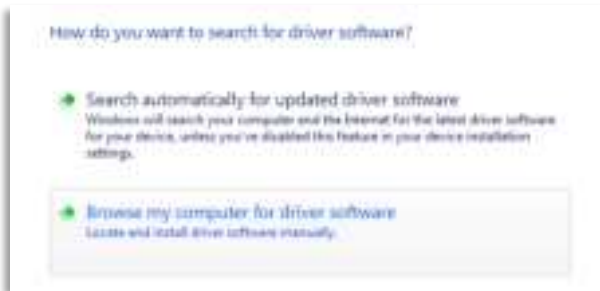 How do you want to search for driver software?
Search automatically for updated driver software
Windows will search your computer and the Internet for the latest driver software
for your device, unless you've disabled this feature in your device installation
settings.
Browse my computer for driver software
Locate and install driver software manually.